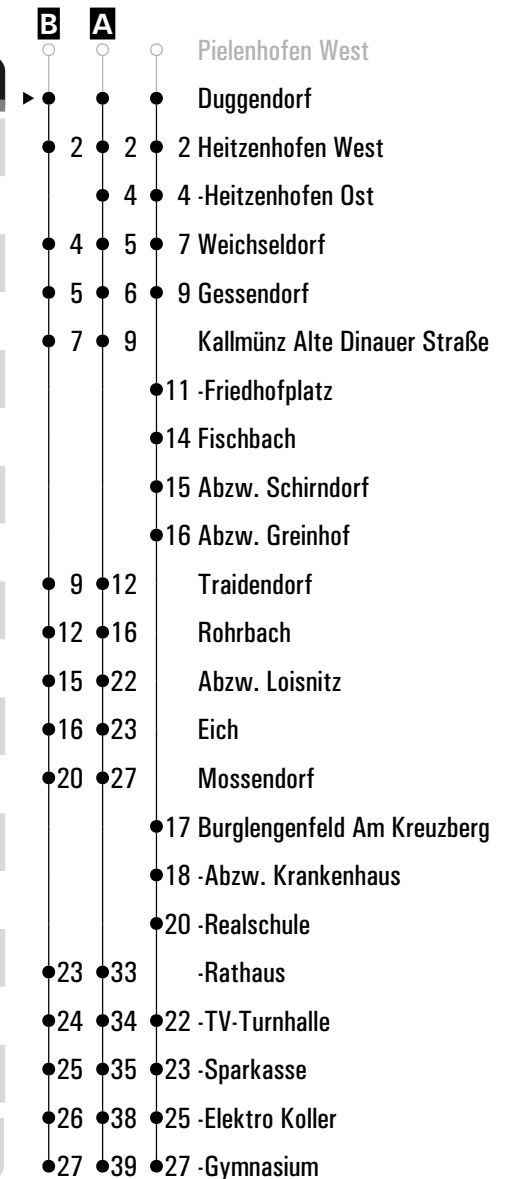 B A
Pielenhofen West
Duggendorf
2 2 2 Heitzenhofen West
4 4 -Heitzenhofen Ost
4 5 7 Weichseldorf
5 6 9 Gessendorf
7 9 Kallmünz Alte Dinauer Straße
11 -Friedhofplatz
14 Fischbach
15 Abzw. Schirndorf
16 Abzw. Greinhof
9 12 Traidendorf
12 16 Rohrbach
15 22 Abzw. Loisnitz
16 23 Eich
20 27 Mossendorf
17 Burglengenfeld Am Kreuzberg
18 -Abzw. Krankenhaus
20 -Realschule
23 33 -Rathaus
24 34 22 -TV-Turnhalle
25 35 23 -Sparkasse
26 38 25 -Elektro Koller
27 39 27 -Gymnasium